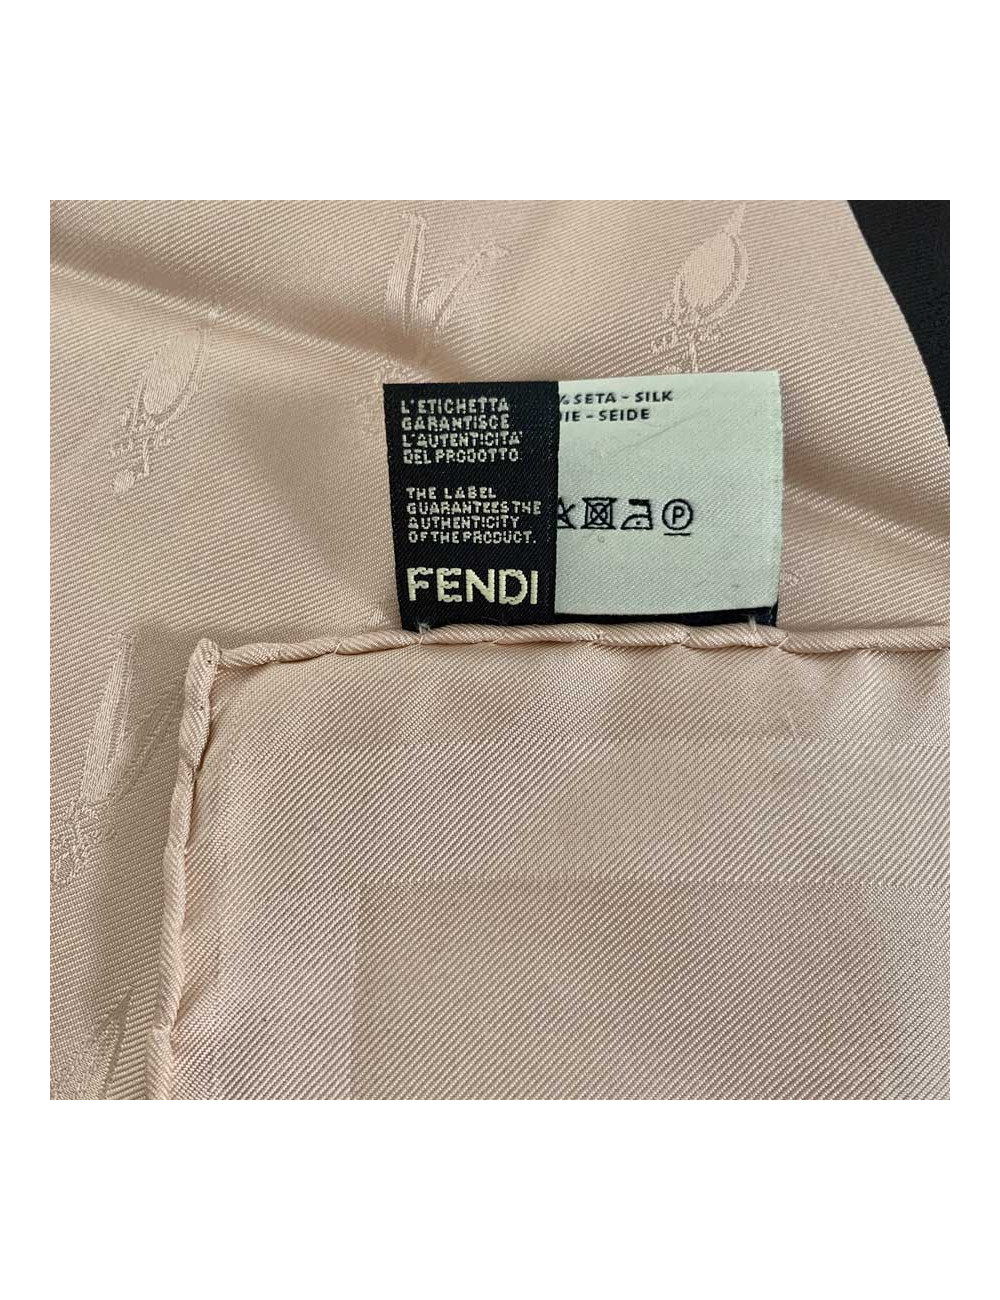 L'ETICHETTA
GARANTISCE
L'AUTENTICITA'
DEL PRODOTTO.
THE LABEL
GUARANTEES THE
AUTHENTICITY
OF THE PRODUCT.
FENDI
% SETA - SILK
IE - SEIDE
P